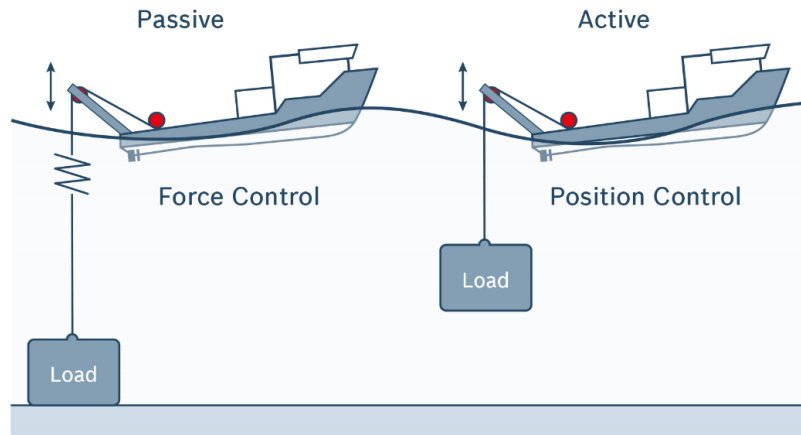 Passive
Active
Force Control
Position Control
Load
Load